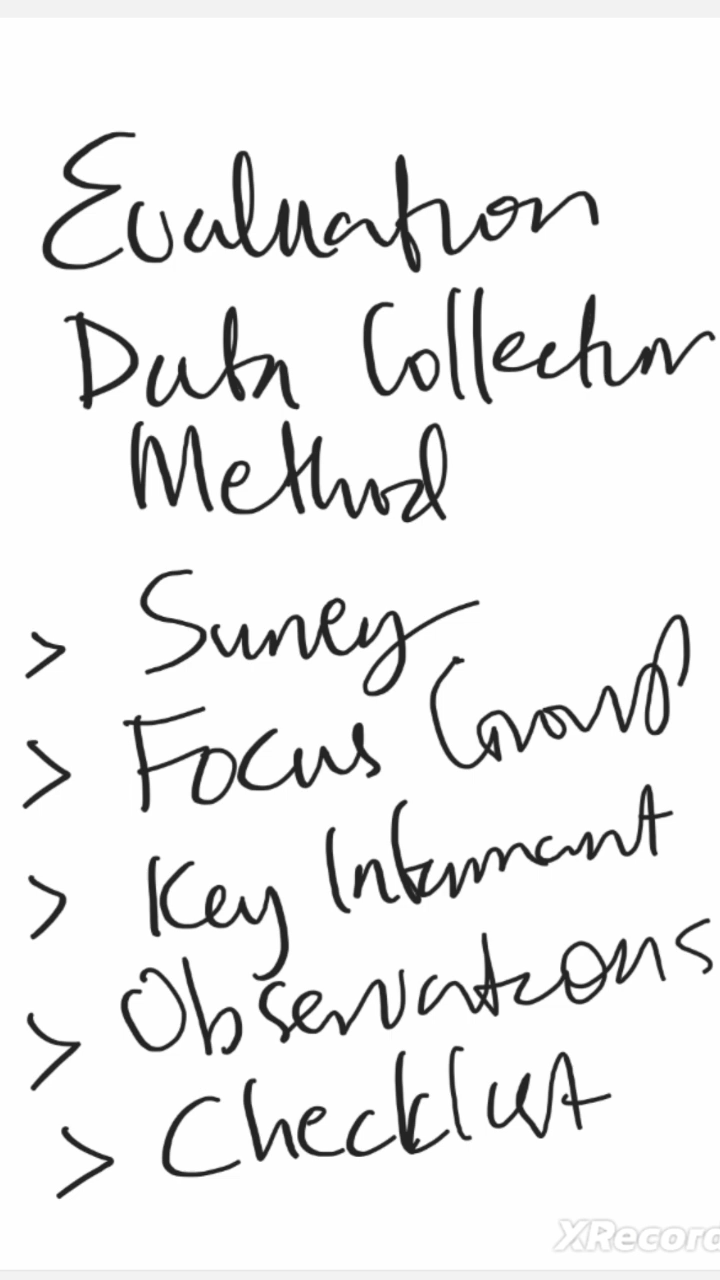 Evaluation
Data Collection
Method
> Survey
> Focus Group
> Key Informant
> Observations
> Checklist
XRecord